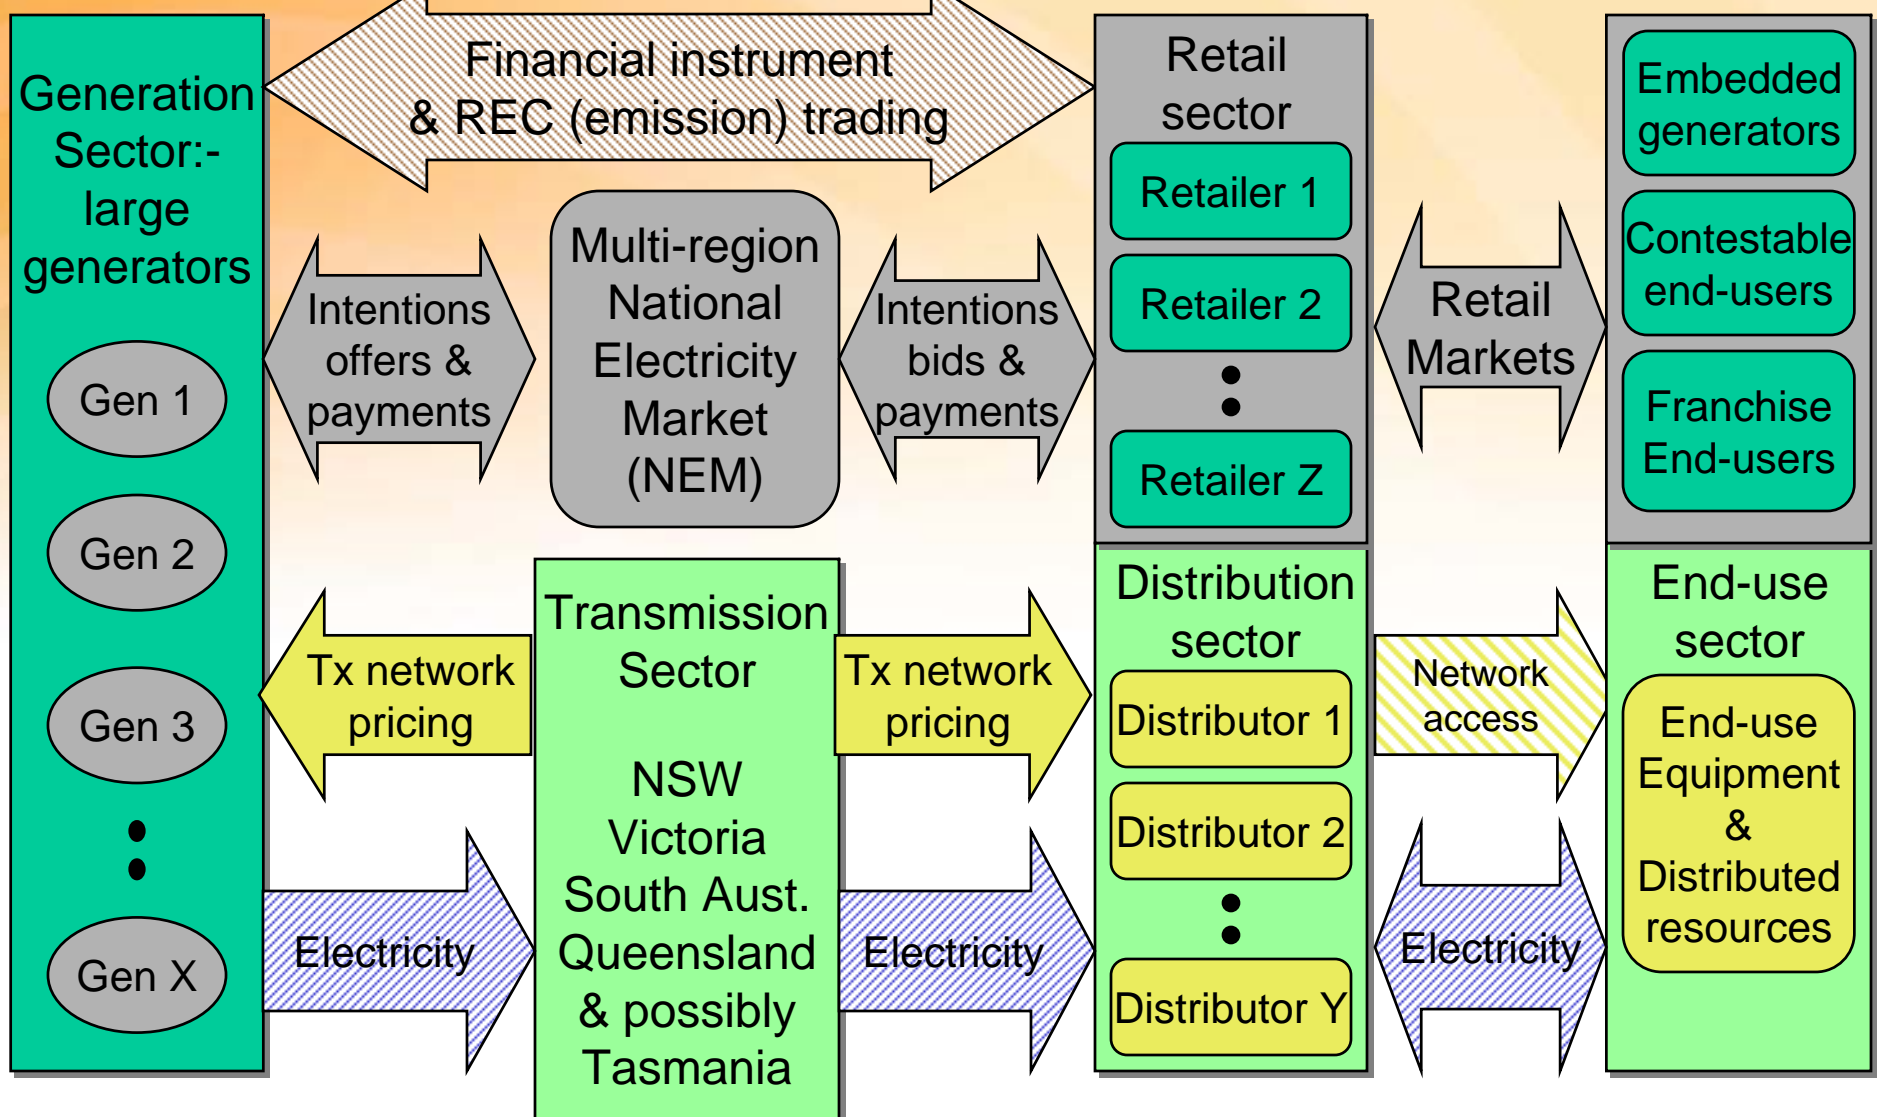 Generation
Sector:-
large
generators
Gen 1
Gen 2
Gen 3
Gen X
Financial instrument
& REC (emission) trading
Intentions
offers &
payments
Multi-region
National
Electricity
Market
(NEM)
Intentions
bids &
payments
Tx network
pricing
Transmission
Sector
NSW
Victoria
South Aust.
Queensland
& possibly
Tasmania
Tx network
pricing
Electricity
Electricity
Retail
sector
Retailer 1
Retailer 2
Retailer Z
Distribution
sector
Distributor 1
Distributor 2
Distributor Y
Retail
Markets
Network
access
Electricity
Embedded
generators
Contestable
end-users
Franchise
End-users
End-use
sector
End-use
Equipment
&
Distributed
resources